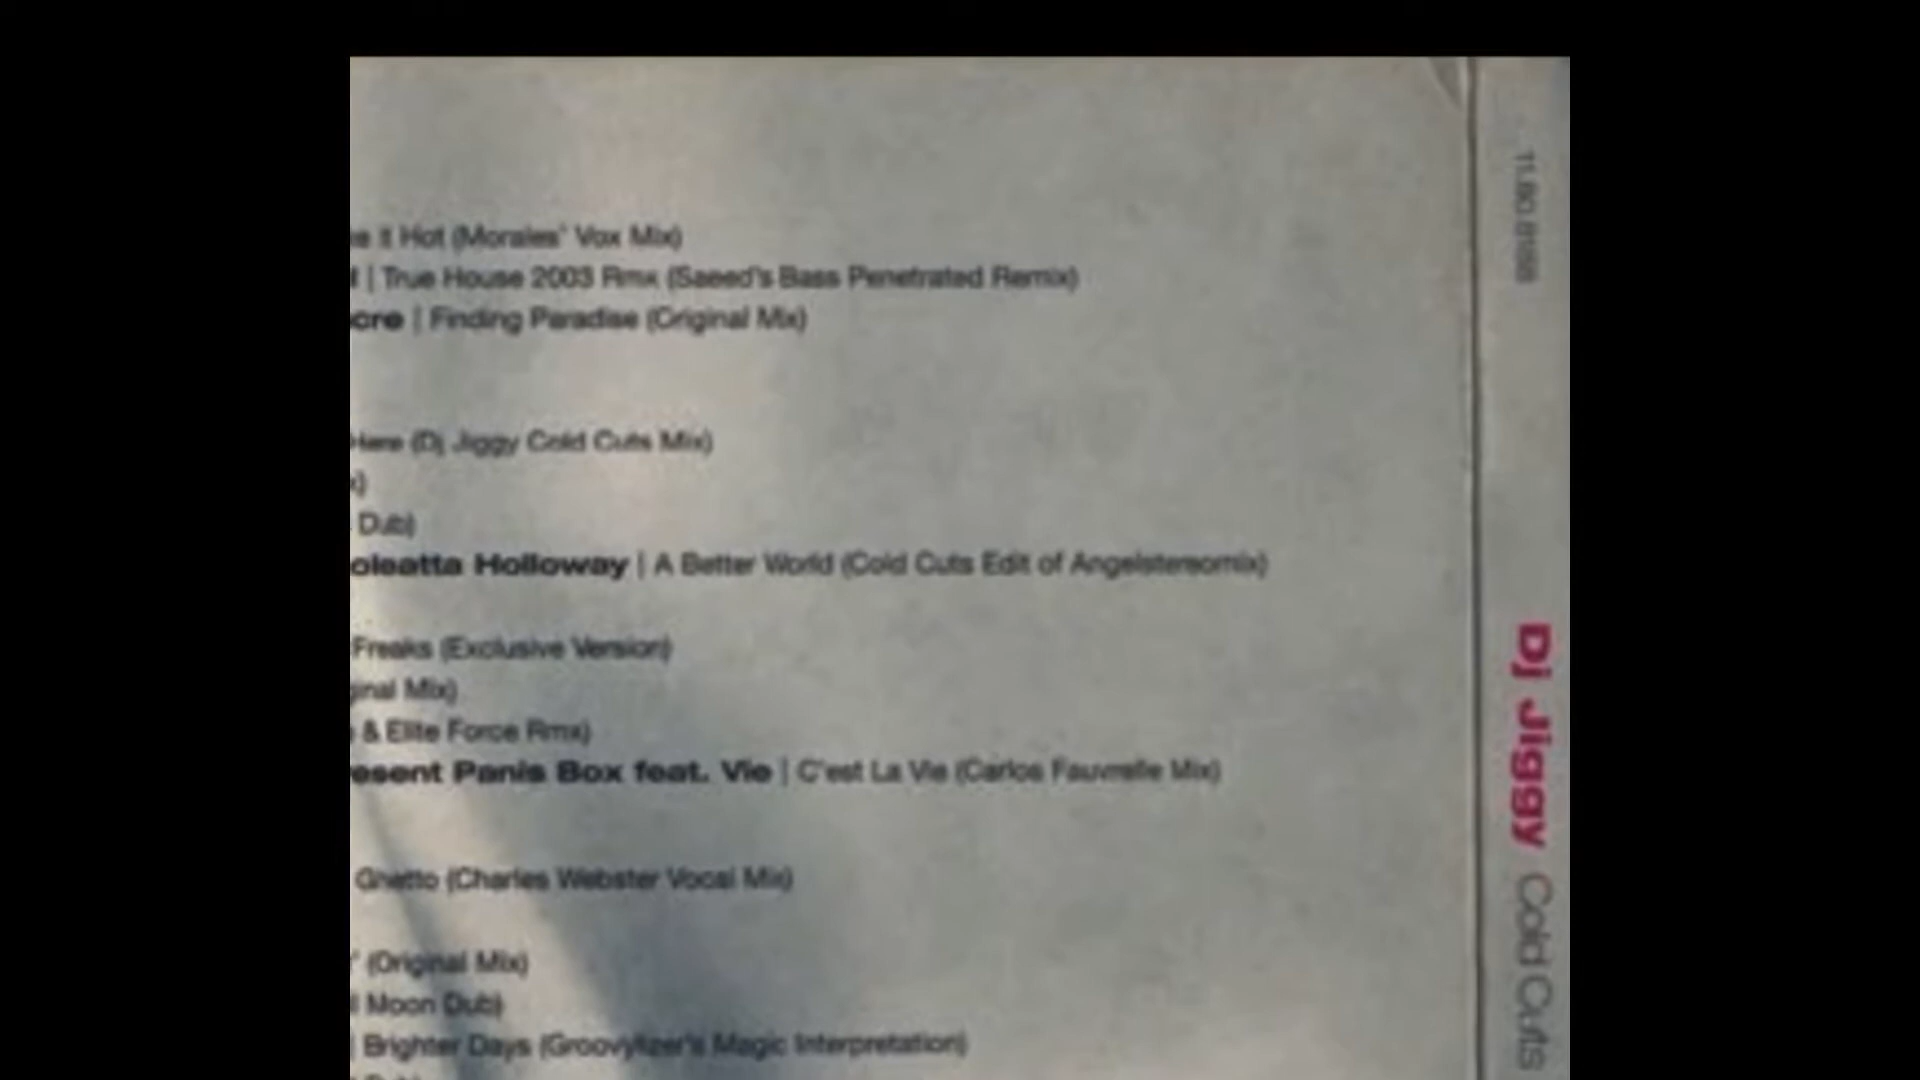 it Hot (Morales' Vox Mix)
| True House 2003 Rmx (Saeed's Bass Penetrated Remix)
cre | Finding Paradise (Original Mix)
Here (Dj Jiggy Cold Cuts Mix)
Dub)
oleatta Holloway | A Better World (Cold Cuts Edit of Angelstereomix)
Freaks (Exclusive Version)
ginal Mix)
& Elite Force Rmx)
esent Panis Box feat. Vie | C'est La Vie (Carlos Fauvrelle Mix)
Ghetto (Charles Webster Vocal Mix)
(Original Mix)
Moon Dub)
| Brighter Days (Groovylizer's Magic Interpretation)
Dj Jiggy Cold Cuts